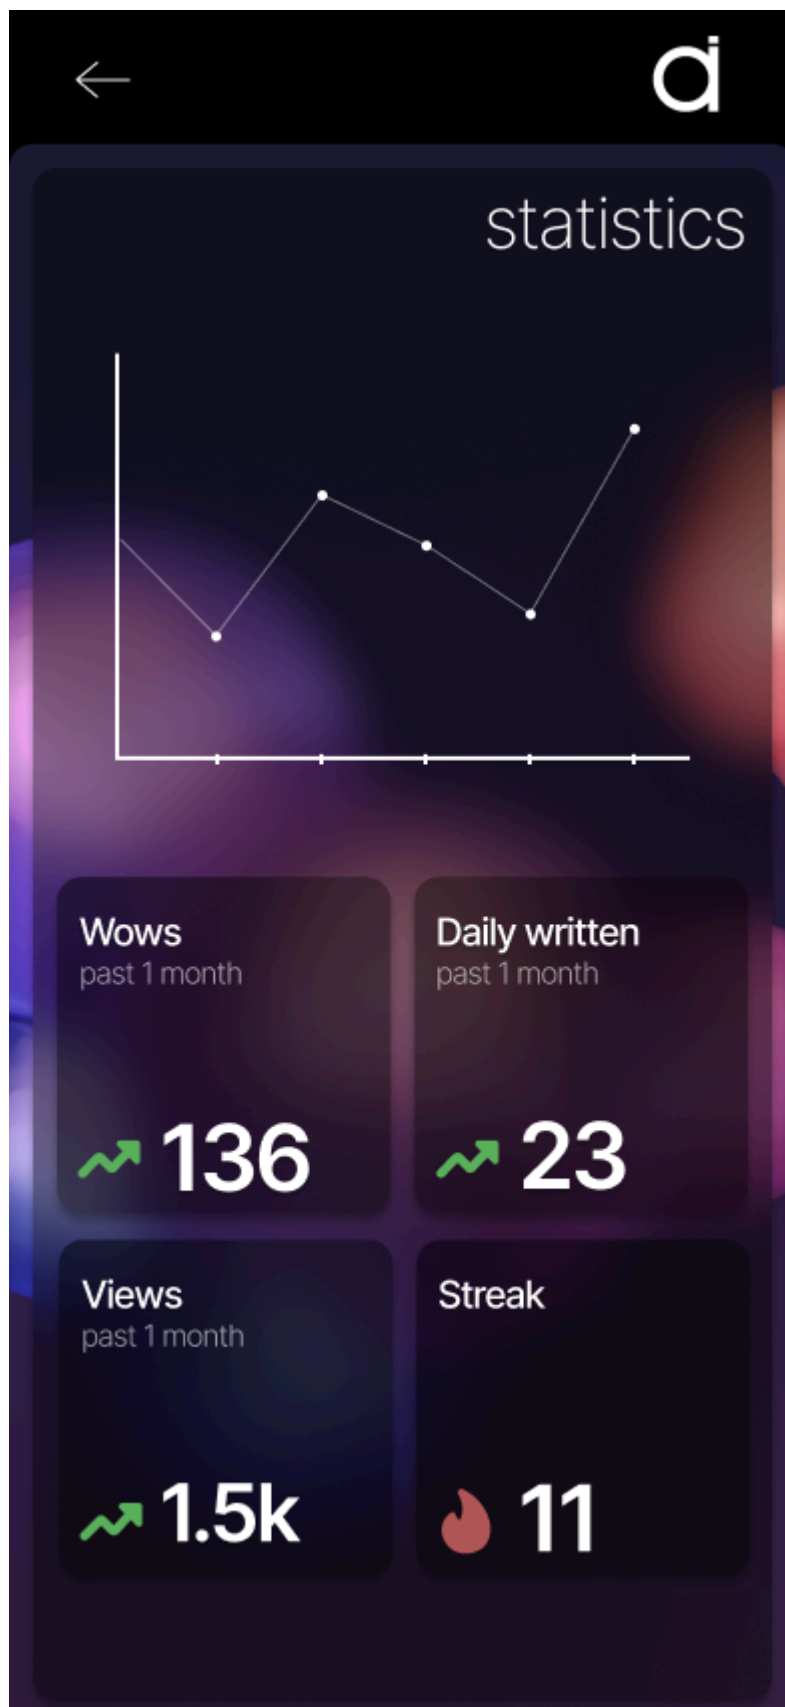 ai
statistics
Wows
past 1 month
136
Daily written
past 1 month
23
Views
past 1 month
1.5k
Streak
11